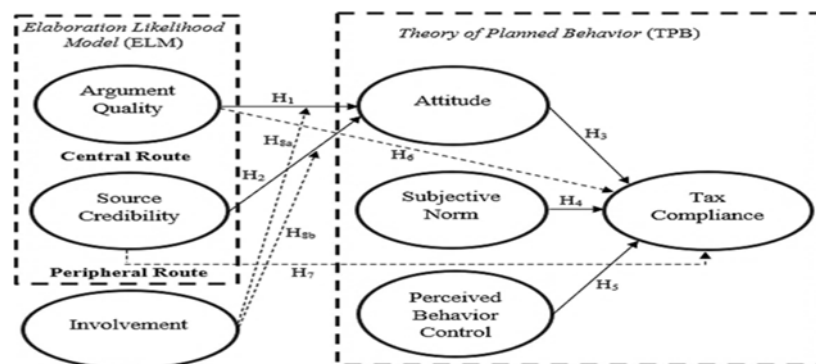 Elaboration Likelihood
Model (ELM)
Theory of Planned Behavior (TPB)
Argument
Quality
H1
Attitude
H3
H8a
Central Route
H2
H6
Source
Credibility
Subjective
Norm
H4
Tax
Compliance
H8b
Peripheral Route
H7
H5
Involvement
Perceived
Behavior
Control